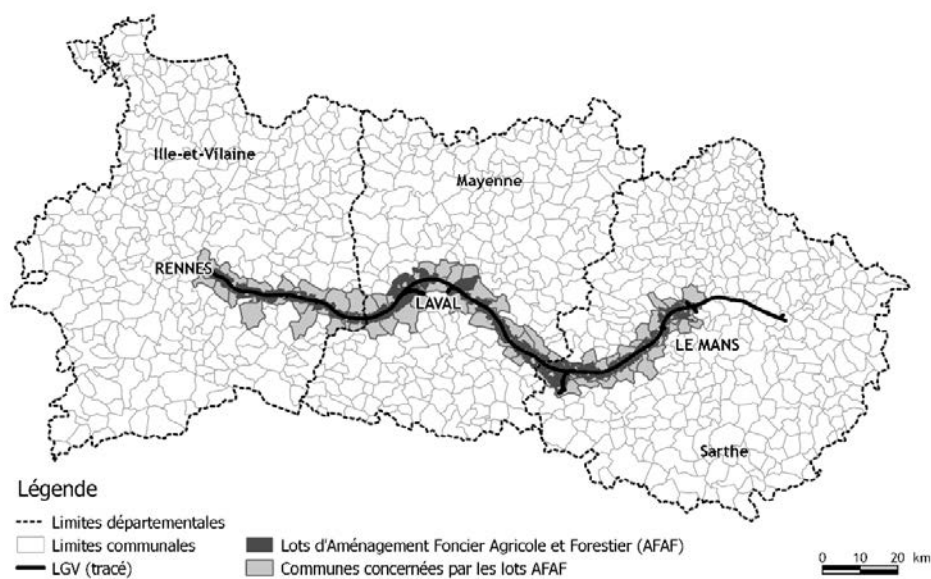 Ille-et-Vilaine
Mayenne
RENNES
LAVAL
LE MANS
Sarthe
Légende
Limites départementales
Limites communales
LGV (tracé)
Lots d'Aménagement Foncier Agricole et Forestier (AFAF)
Communes concernées par les lots AFAF
0 10 20 km